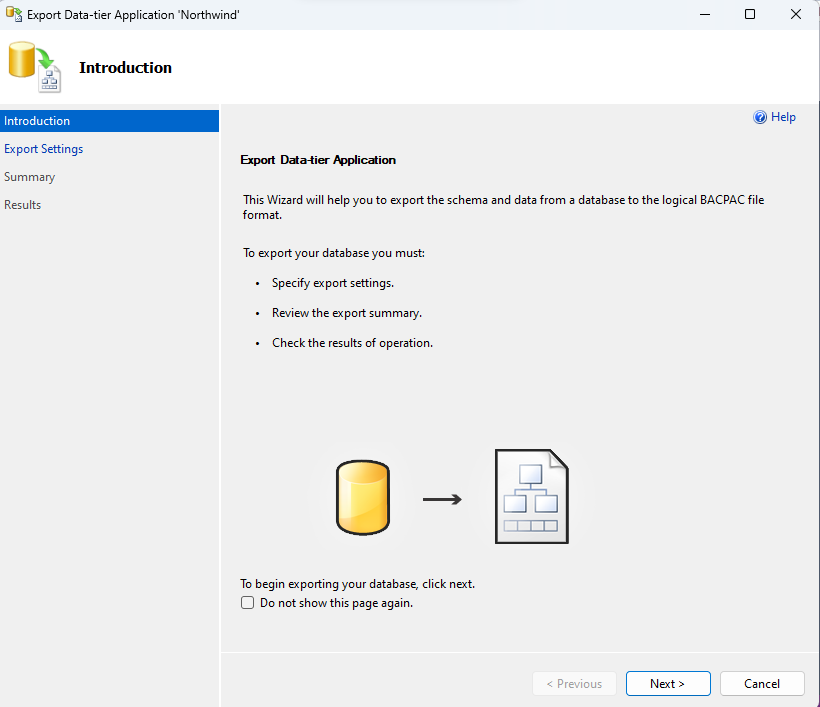 Export Data-tier Application 'Northwind'
Introduction
Introduction
Export Settings
Summary
Results
Help
Export Data-tier Application
This Wizard will help you to export the schema and data from a database to the logical BACPAC file
format.
To export your database you must:
• Specify export settings.
• Review the export summary.
• Check the results of operation.
To begin exporting your database, click next.
Do not show this page again.
< Previous
Next >
Cancel